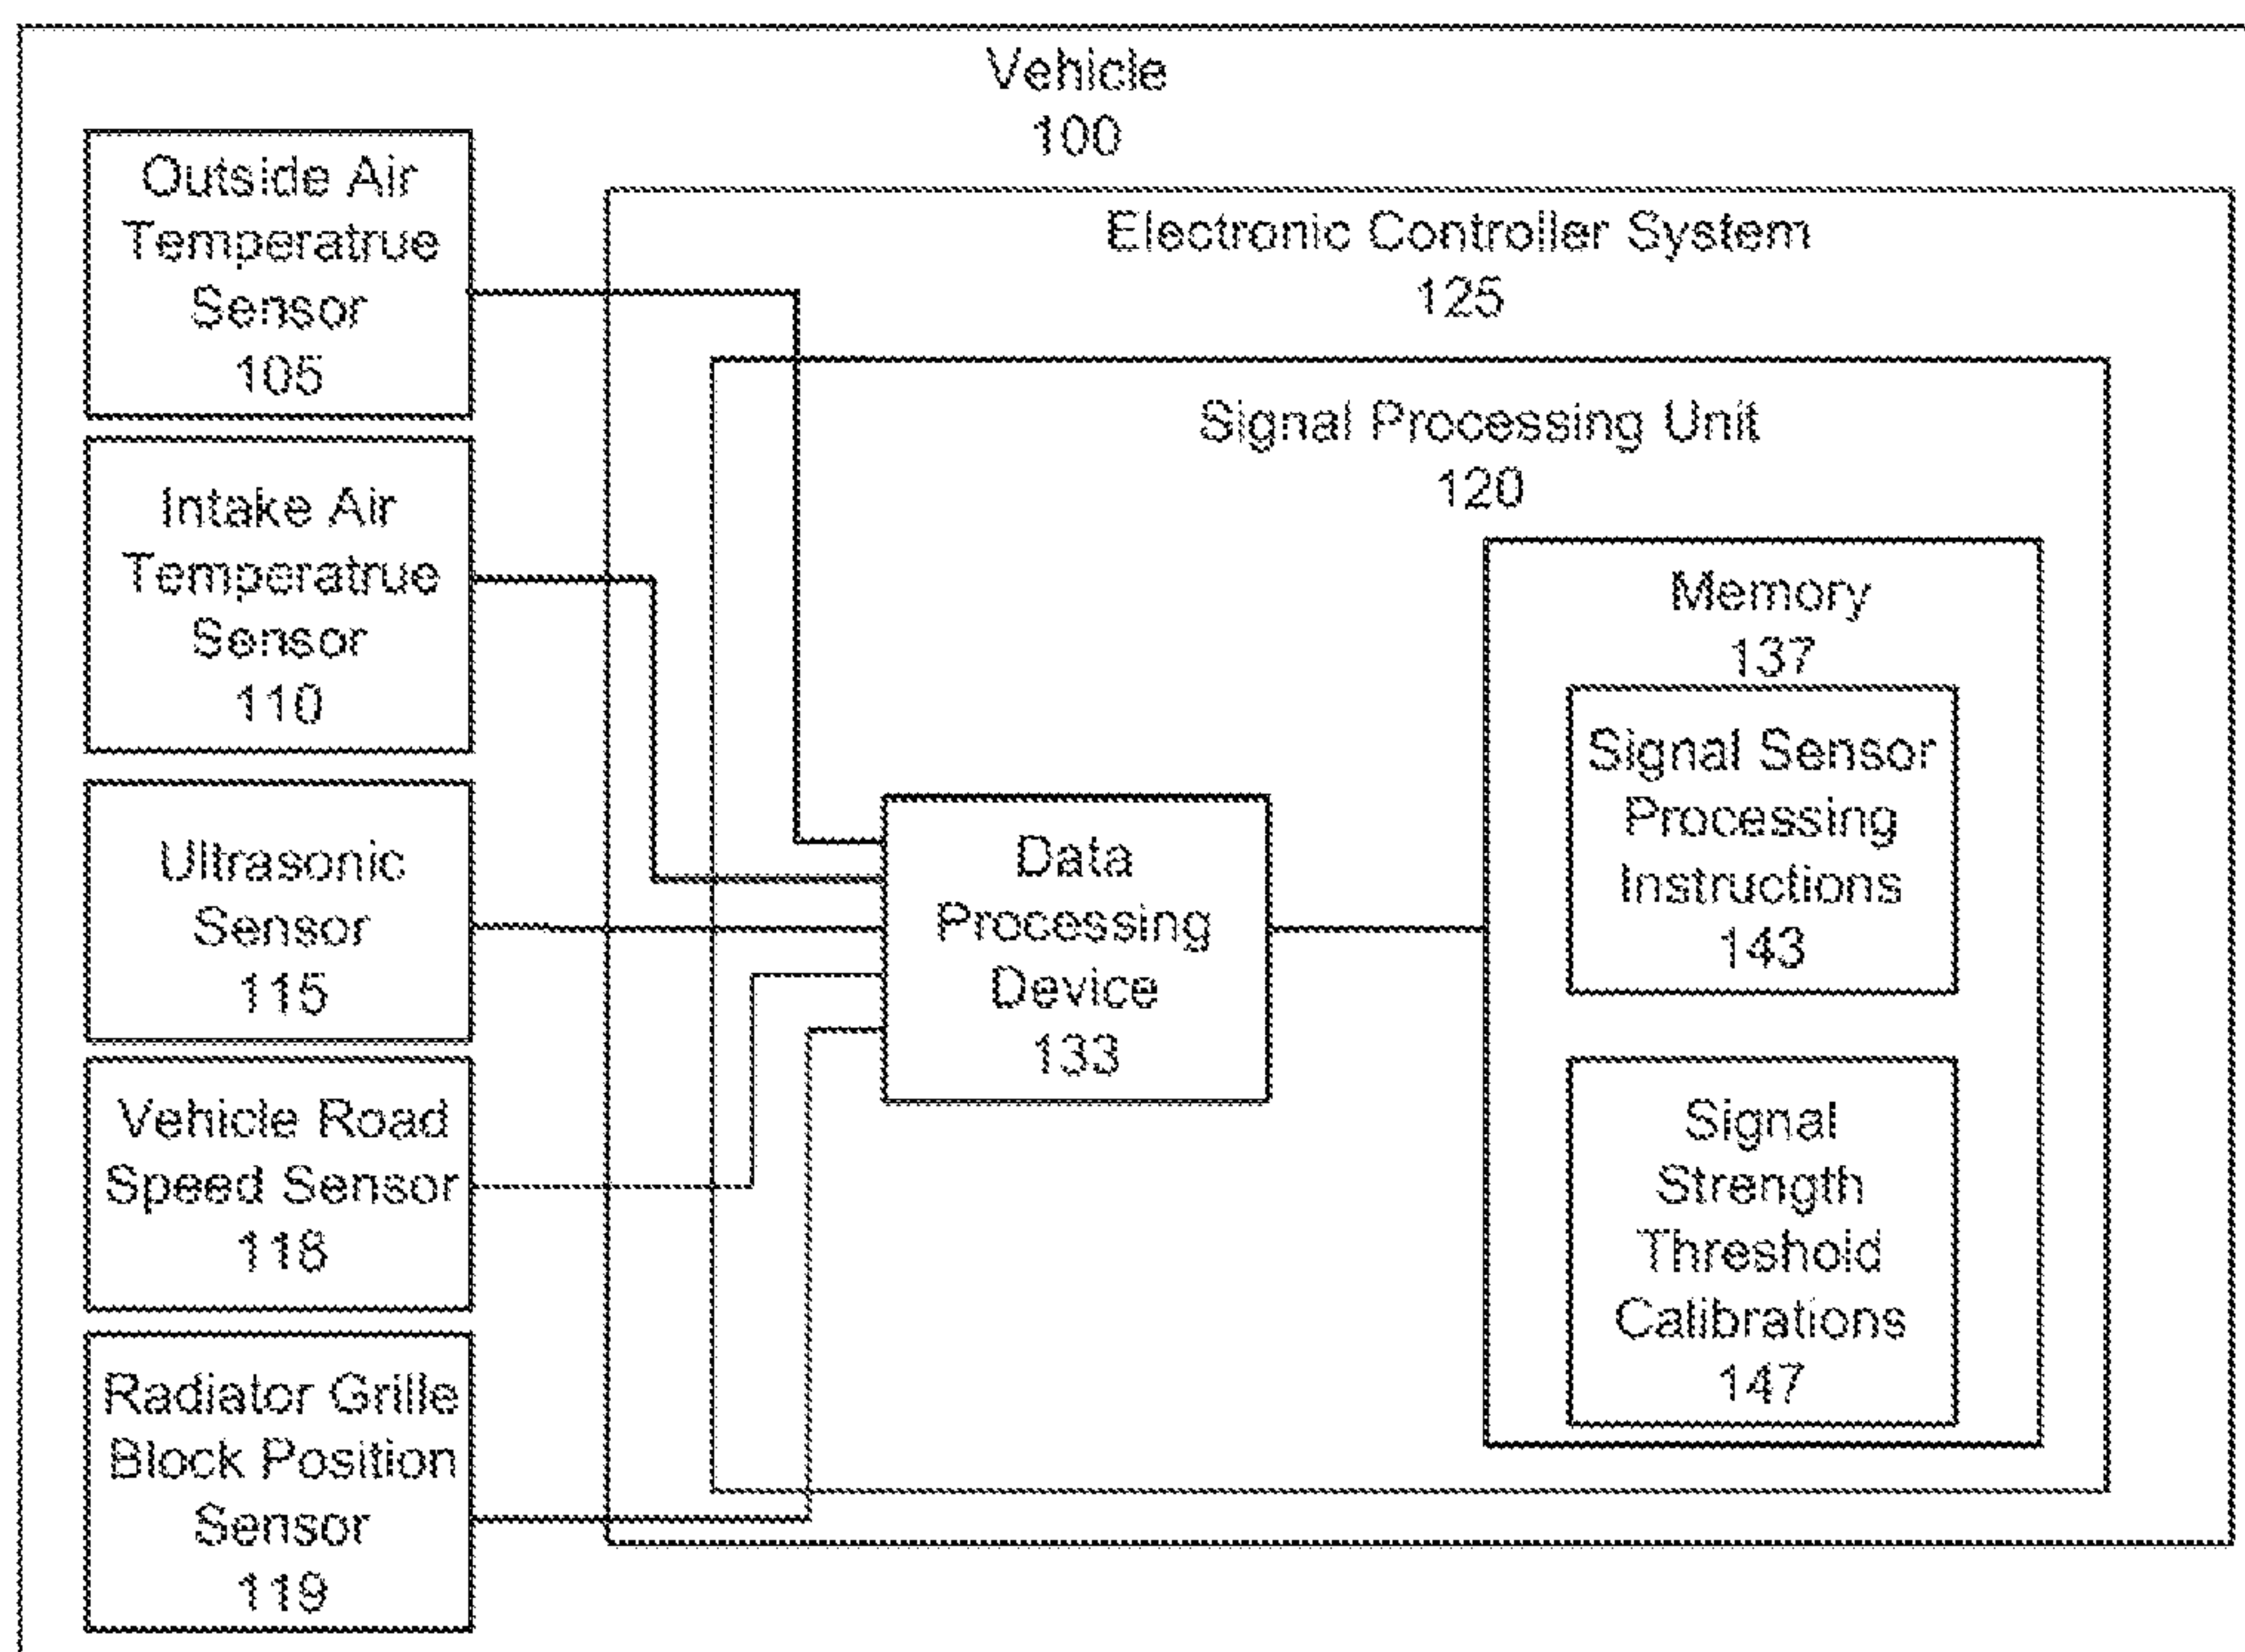 Vehicle
100
Outside Air
Temperatrue
Sensor
105
Intake Air
Temperatrue
Sensor
110
Ultrasonic
Sensor
115
Vehicle Road
Speed Sensor
118
Radiator Grille
Block Position
Sensor
119
Electronic Controller System
125
Signal Processing Unit
120
Data
Processing
Device
133
Memory
137
Signal Sensor
Processing
Instructions
143
Signal
Strength
Threshold
Calibrations
147